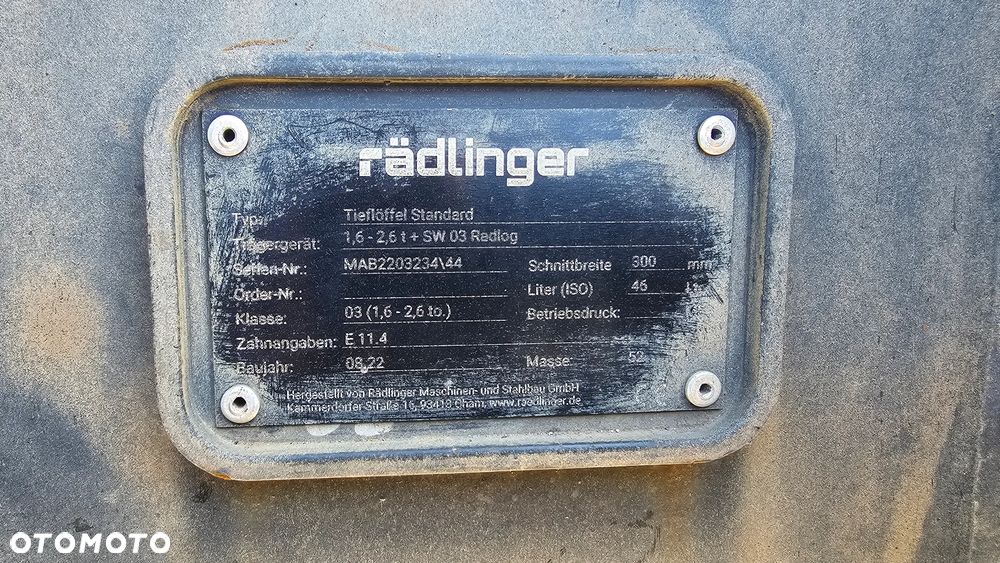 rädlinger
Typ: Tieflöffel Standard
Trägergerät: 1,6 - 2,6 t + SW 03 Radlog
Serien-Nr.: MAB2203234\44 Schnittbreite 300 mm
Order-Nr.: Liter (ISO) 46
Klasse: 03 (1,6 - 2,6 to.) Betriebsdruck:
Zahnangaben: E 11.4
Baujahr: 08.22 Masse: 52
Hergestellt von Rädlinger Maschinen- und Stahlbau GmbH
Kammerdorfer Straße 16, 93413 Cham, www.raedlinger.de
OTOMOTO